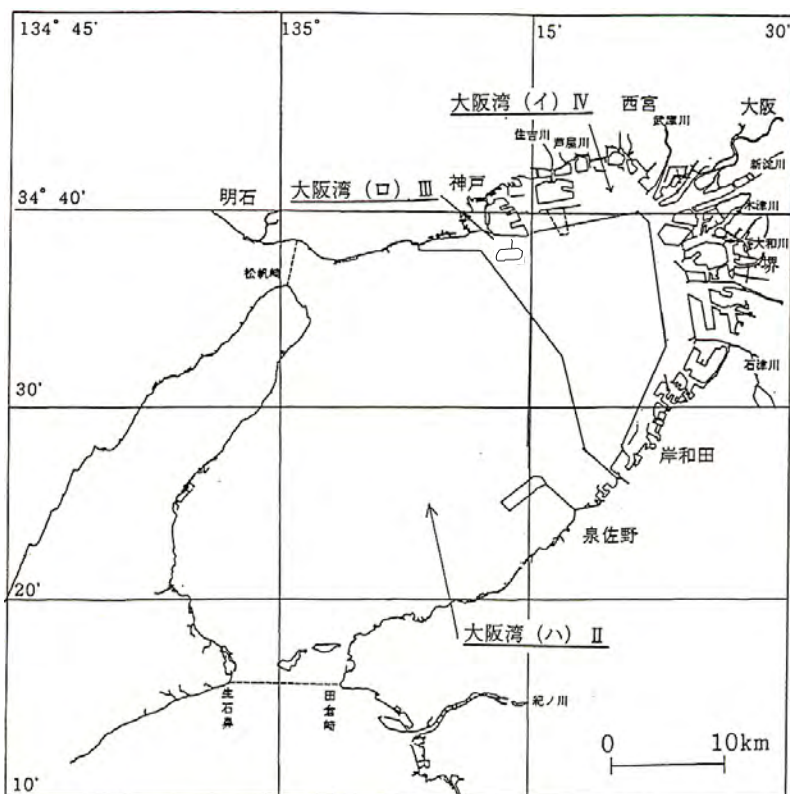 134° 45'
135°
15'
30'
大阪湾（イ）Ⅳ
西宮
大阪
武庫川
住吉川
芦屋川
新淀川
大阪湾（ロ）Ⅲ
神戸
明石
34° 40'
木津川
大和川
堺
松帆崎
石津川
30'
岸和田
泉佐野
20'
大阪湾（ハ）Ⅱ
生石鼻
田倉崎
紀ノ川
0
10km
10'